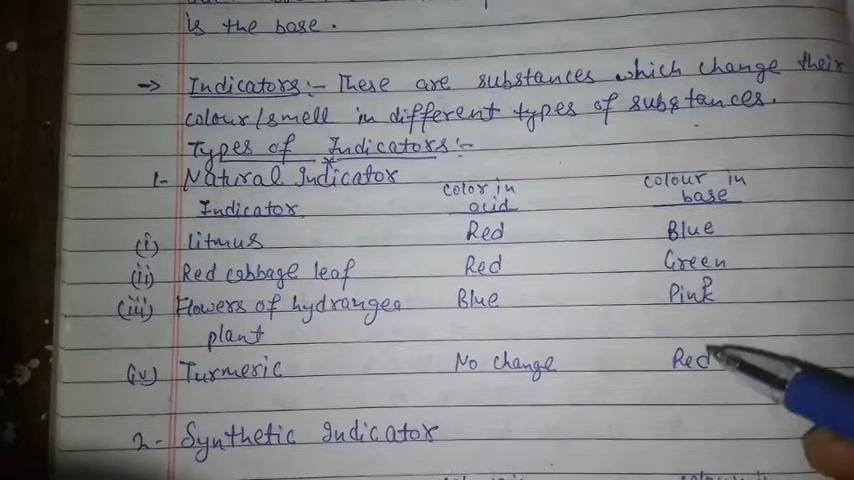 is the base.
→ Indicators :- These are substances which change their
colour/smell in different types of substances.
Types of Indicators :-
1- Natural Indicator
Indicator color in acid colour in base
(i) litmus Red Blue
(ii) Red cabbage leaf Red Green
(iii) Flowers of hydrangea Blue Pink
plant
(iv) Turmeric No change Red
2- Synthetic Indicator